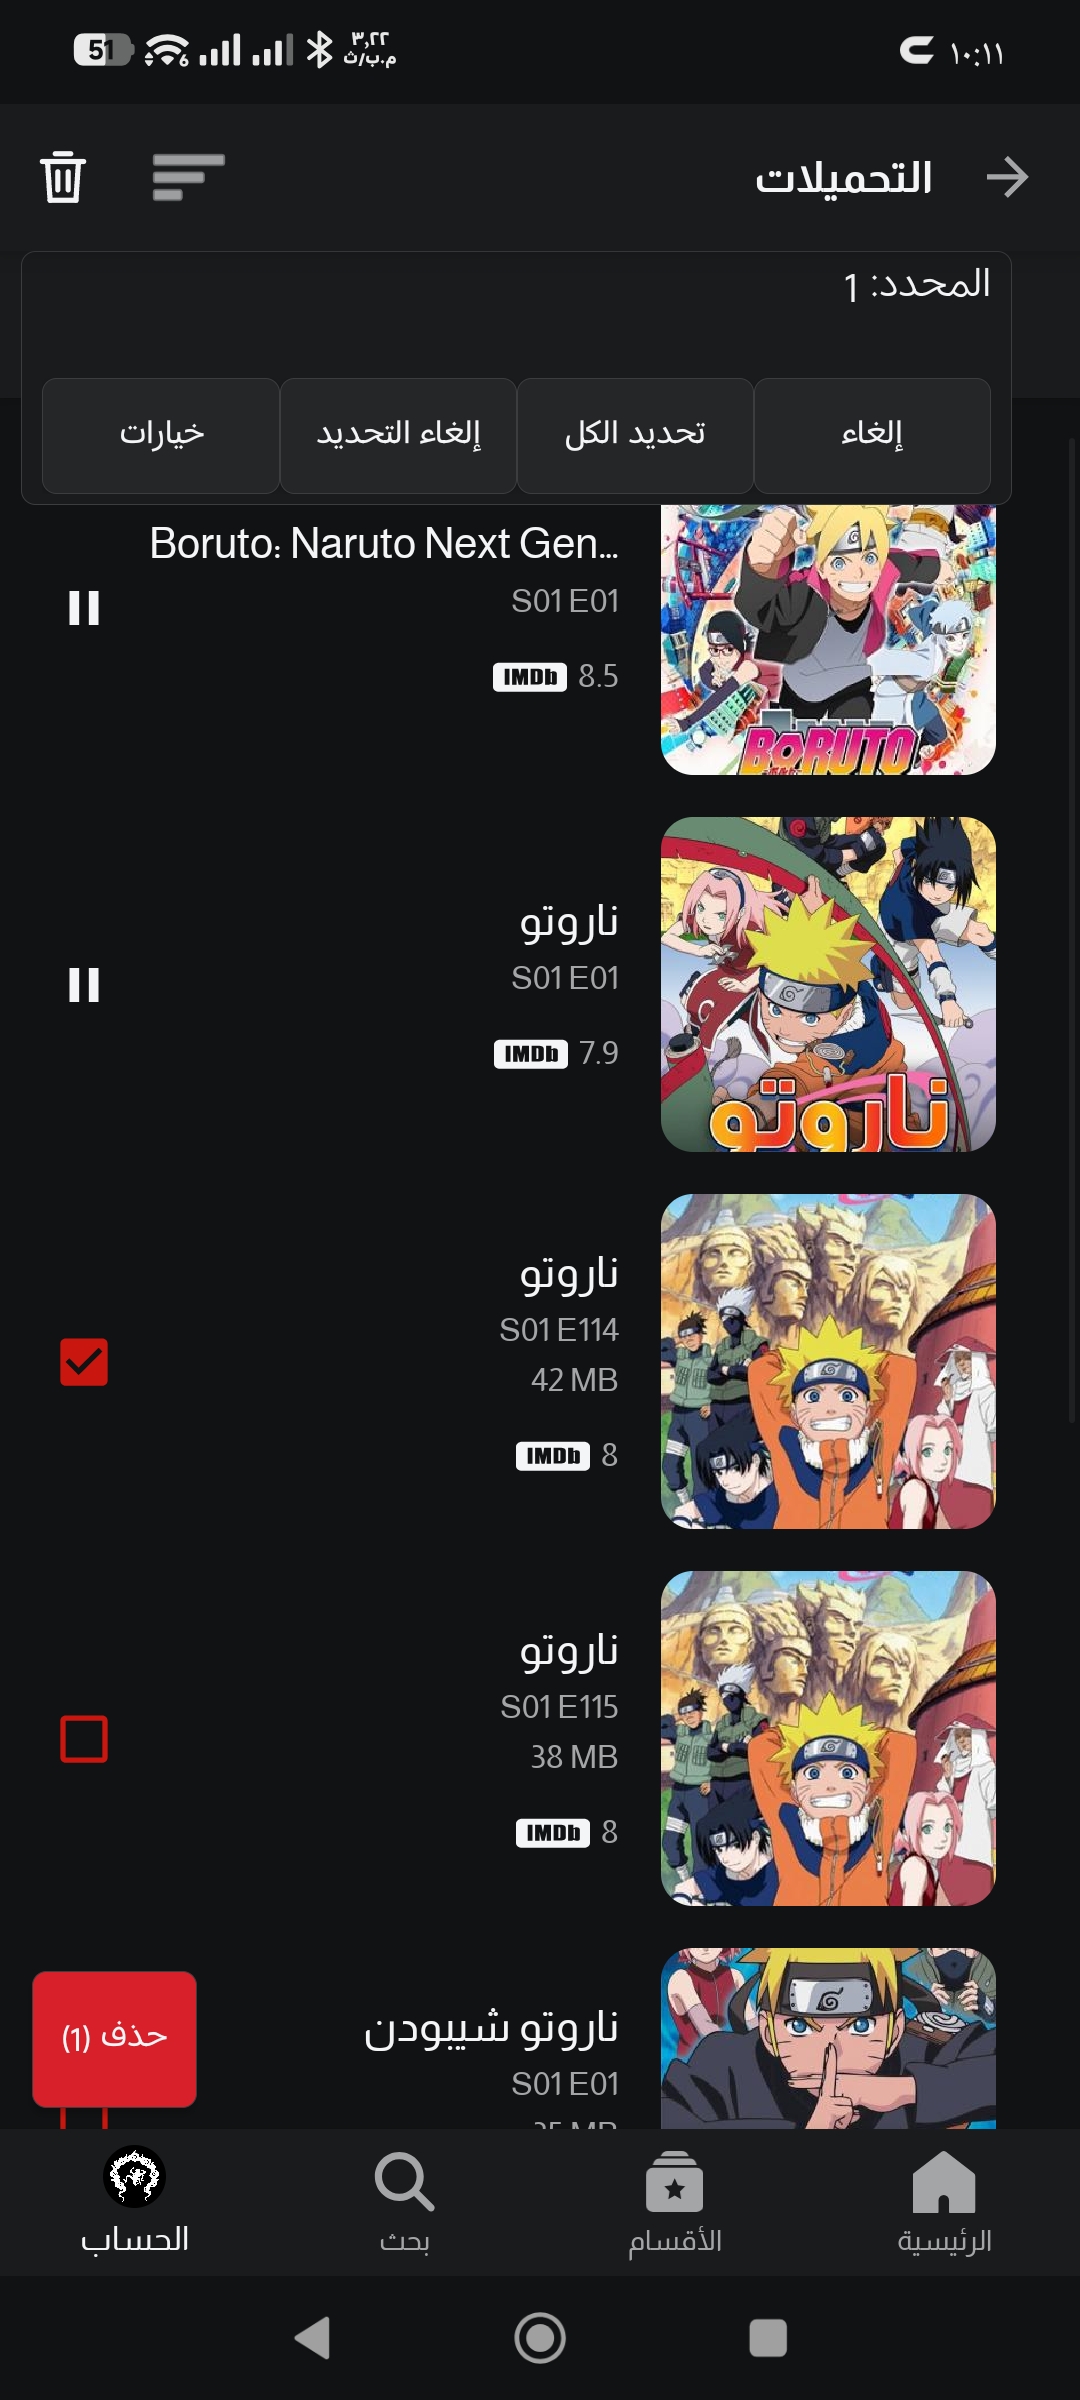 51
6
٣,٢٢
م.ب/ث
١٠:١١
التحميلات
المحدد: 1
إلغاء
تحديد الكل
إلغاء التحديد
خيارات
Boruto: Naruto Next Gen...
S01 E01
IMDb 8.5
BORUTO
ناروتو
S01 E01
IMDb 7.9
ناروتو
ناروتو
S01 E114
42 MB
IMDb 8
ناروتو
S01 E115
38 MB
IMDb 8
ناروتو شيبودن
S01 E01
حذف (1)
الرئيسية
الأقسام
بحث
الحساب